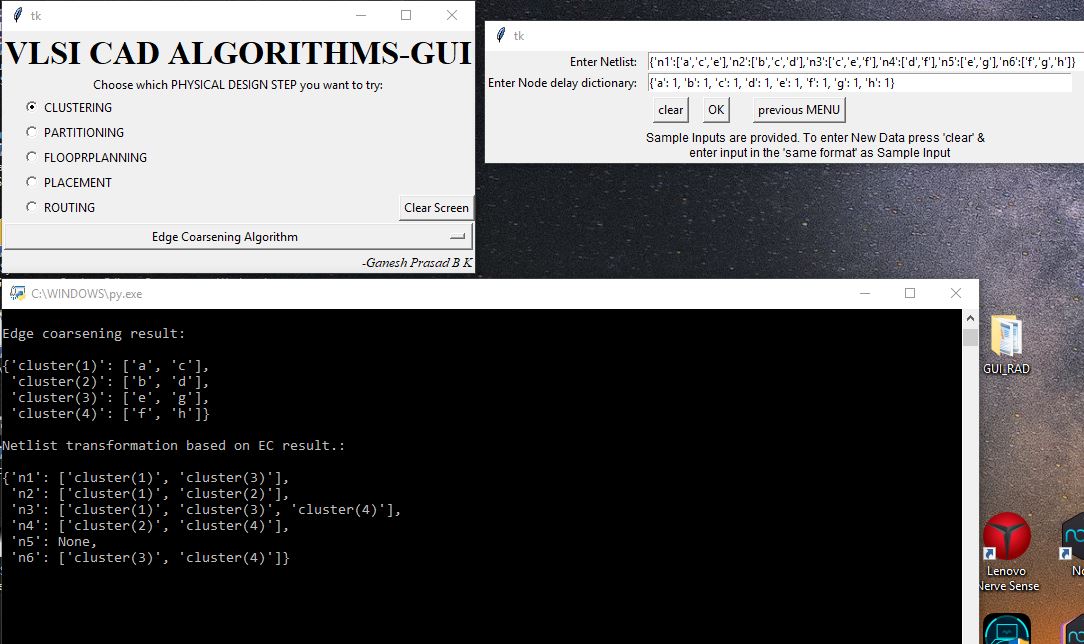 tk
VLSI CAD ALGORITHMS-GUI
Choose which PHYSICAL DESIGN STEP you want to try:
CLUSTERING
PARTITIONING
FLOOPRPLANNING
PLACEMENT
ROUTING
Clear Screen
Edge Coarsening Algorithm
-Ganesh Prasad B K
tk
Enter Netlist: {'n1':['a','c','e'],'n2':['b','c','d'],'n3':['c','e','f'],'n4':['d','f'],'n5':['e','g'],'n6':['f','g','h']}
Enter Node delay dictionary: {'a': 1, 'b': 1, 'c': 1, 'd': 1, 'e': 1, 'f': 1, 'g': 1, 'h': 1}
clear OK previous MENU
Sample Inputs are provided. To enter New Data press 'clear' &
enter input in the 'same format' as Sample Input
C:\WINDOWS\py.exe
Edge coarsening result:
{'cluster(1)': ['a', 'c'],
'cluster(2)': ['b', 'd'],
'cluster(3)': ['e', 'g'],
'cluster(4)': ['f', 'h']}
Netlist transformation based on EC result.:
{'n1': ['cluster(1)', 'cluster(3)'],
'n2': ['cluster(1)', 'cluster(2)'],
'n3': ['cluster(1)', 'cluster(3)', 'cluster(4)'],
'n4': ['cluster(2)', 'cluster(4)'],
'n5': None,
'n6': ['cluster(3)', 'cluster(4)']}
GUI_RAD
Lenovo
Nerve Sense